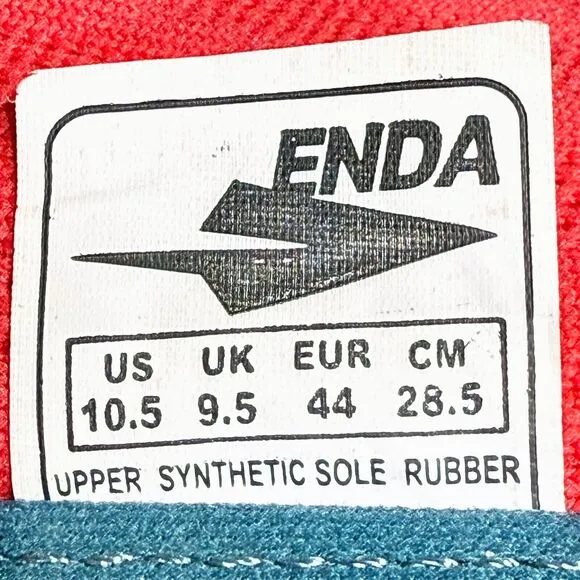 ENDA
US UK EUR CM
10.5 9.5 44 28.5
UPPER SYNTHETIC SOLE RUBBER